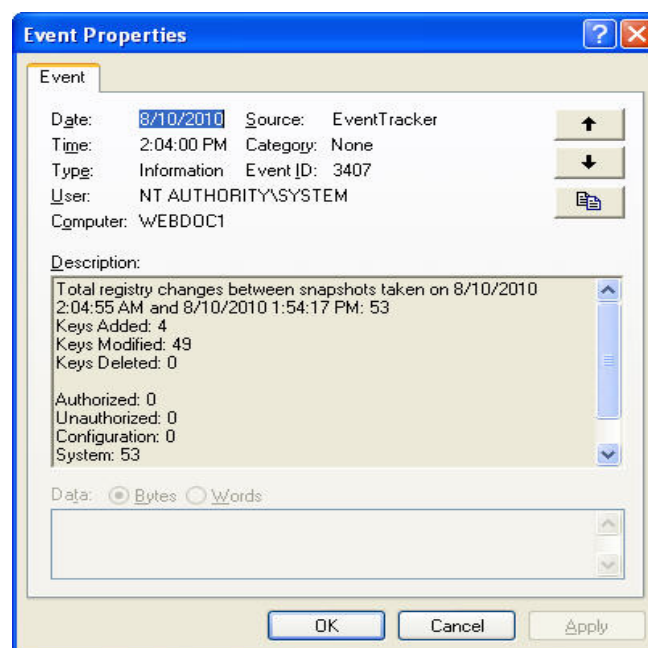 Event Properties
Event
Date: 8/10/2010 Source: EventTracker
Time: 2:04:00 PM Category: None
Type: Information Event ID: 3407
User: NT AUTHORITY\SYSTEM
Computer: WEBDOC1
Description:
Total registry changes between snapshots taken on 8/10/2010
2:04:55 AM and 8/10/2010 1:54:17 PM: 53
Keys Added: 4
Keys Modified: 49
Keys Deleted: 0
Authorized: 0
Unauthorized: 0
Configuration: 0
System: 53
Data: Bytes Words
OK Cancel Apply